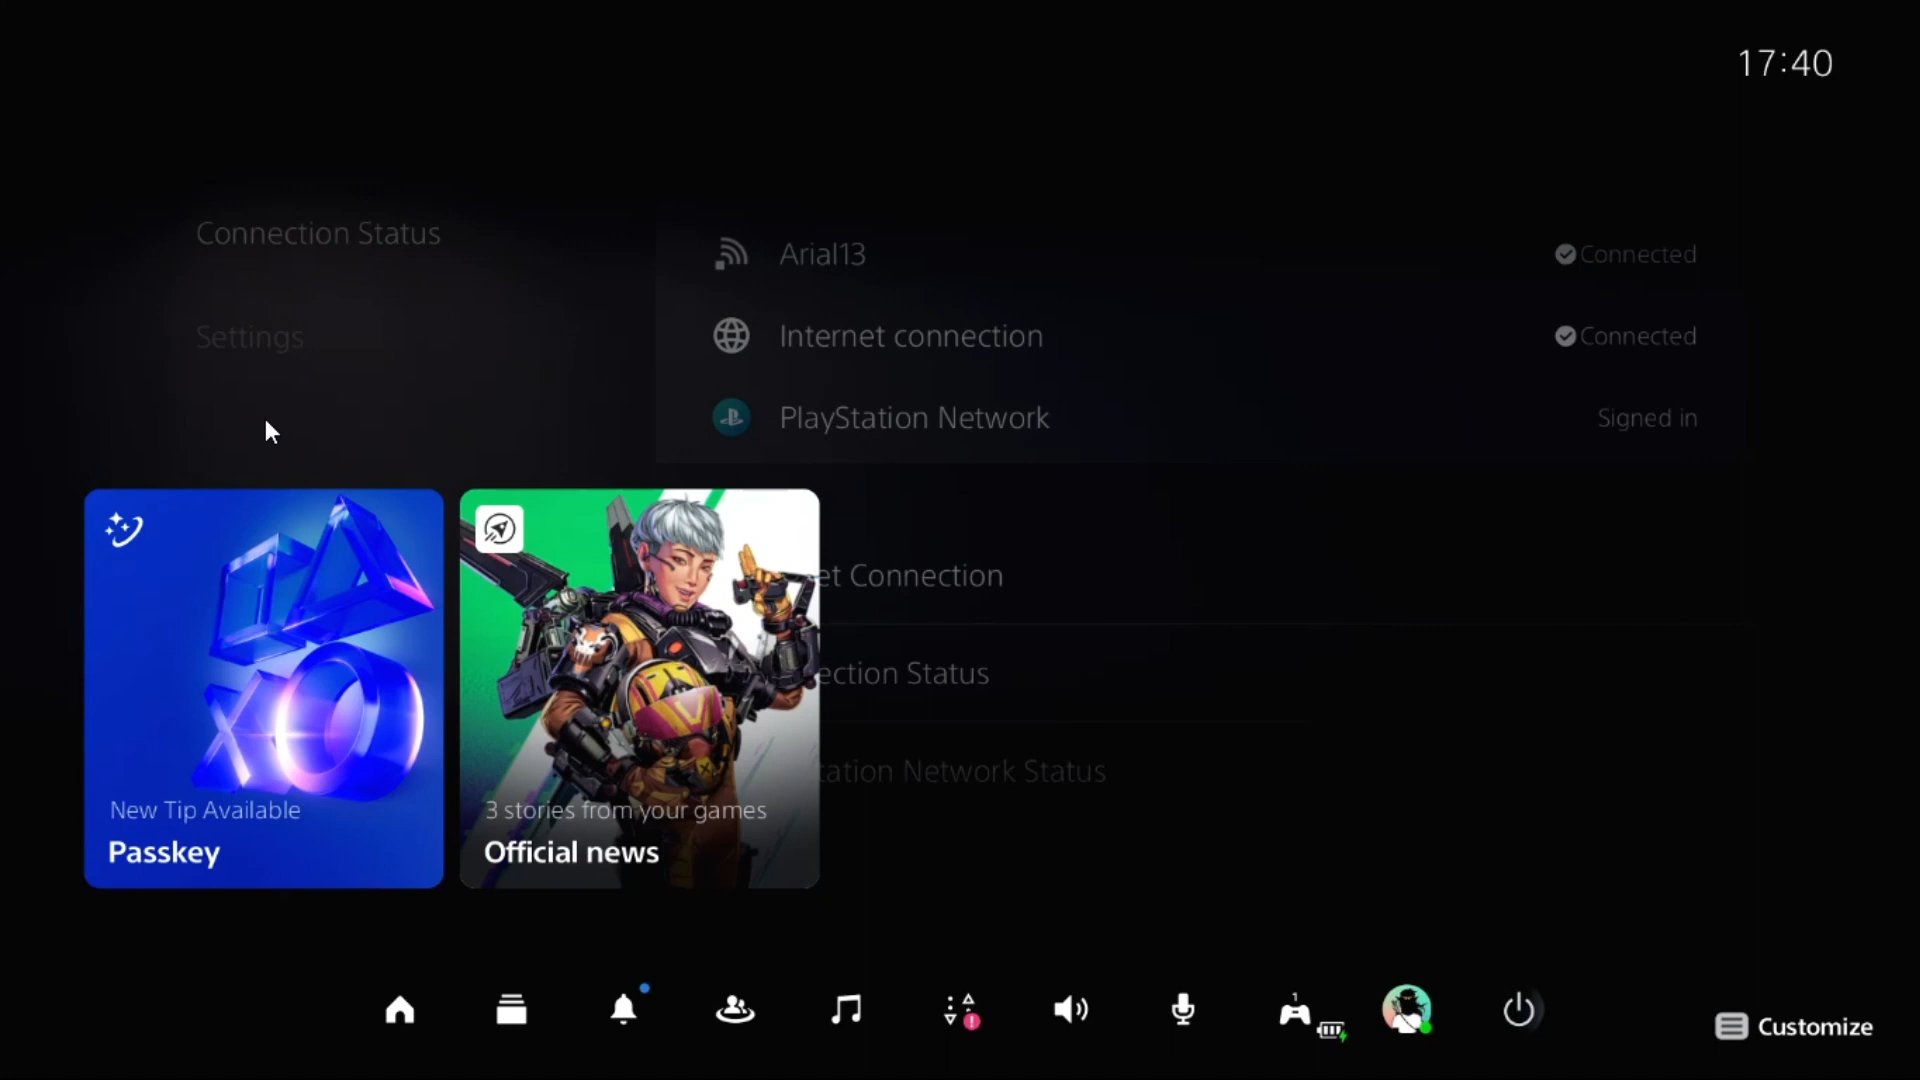 17:40
Connection Status
Settings
Arial13
Connected
Internet connection
Connected
PlayStation Network
Signed in
et Connection
ection Status
tation Network Status
New Tip Available
Passkey
3 stories from your games
Official news
1
Customize